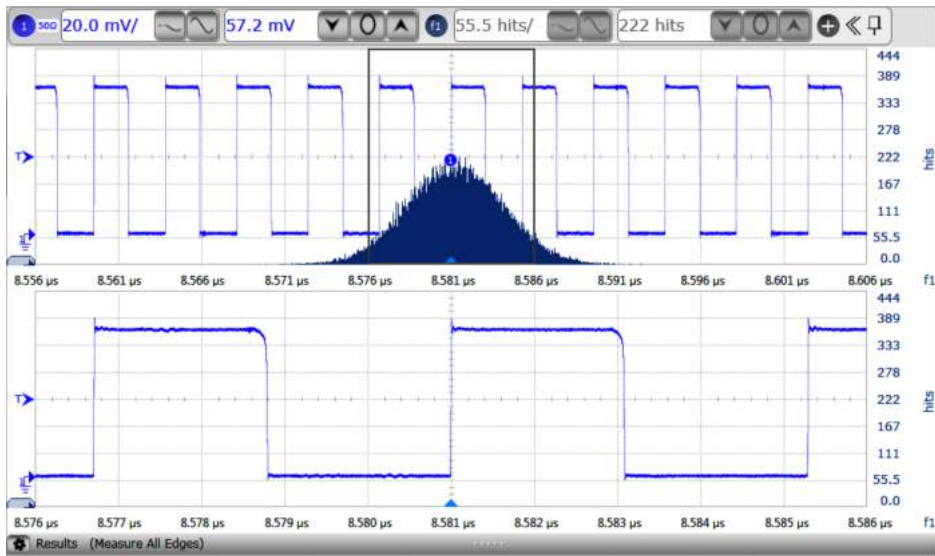 1 50Ω 20.0 mV/ 57.2 mV f1 55.5 hits/ 222 hits
444
389
333
278
T 222 hits
1
167
111
55.5
0.0
8.556 µs 8.561 µs 8.566 µs 8.571 µs 8.576 µs 8.581 µs 8.586 µs 8.591 µs 8.596 µs 8.601 µs 8.606 µs f1
444
389
333
278
T 222 hits
167
111
55.5
0.0
8.576 µs 8.577 µs 8.578 µs 8.579 µs 8.580 µs 8.581 µs 8.582 µs 8.583 µs 8.584 µs 8.585 µs 8.586 µs f1
Results (Measure All Edges)